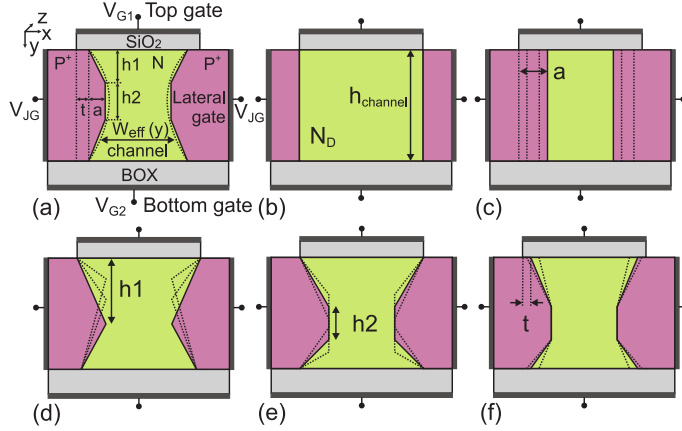 V_G1 Top gate
z
x
y
SiO₂
P⁺ h1 N P⁺
h2
t a
Lateral
gate
V_JG
W_eff (y)
channel
BOX
(a)
V_G2 Bottom gate
V_JG
h_channel
N_D
(b)
a
(c)
h1
(d)
h2
(e)
t
(f)